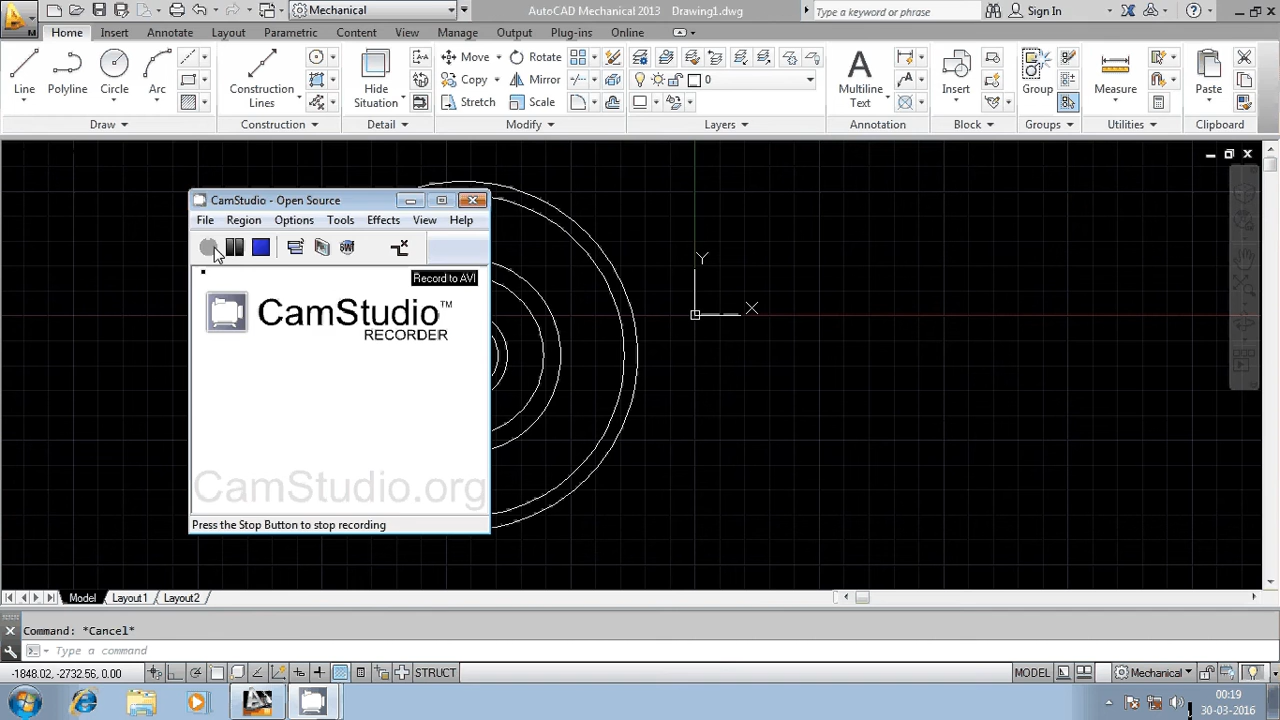 Mechanical
AutoCAD Mechanical 2013 Drawing1.dwg
Type a keyword or phrase
Sign In
Home Insert Annotate Layout Parametric Content View Manage Output Plug-ins Online
Line
Polyline
Circle
Arc
Construction
Lines
Hide
Situation
Move
Rotate
Copy
Mirror
Stretch
Scale
0
Multiline
Text
Insert
Group
Measure
Paste
Draw
Construction
Detail
Modify
Layers
Annotation
Block
Groups
Utilities
Clipboard
CamStudio - Open Source
File Region Options Tools Effects View Help
Record to AVI
CamStudio™
RECORDER
CamStudio.org
Press the Stop Button to stop recording
Y
X
Model Layout1 Layout2
Command: *Cancel*
Type a command
-1848.02, -2732.56, 0.00
STRUCT
MODEL
Mechanical
00:19
30-03-2016